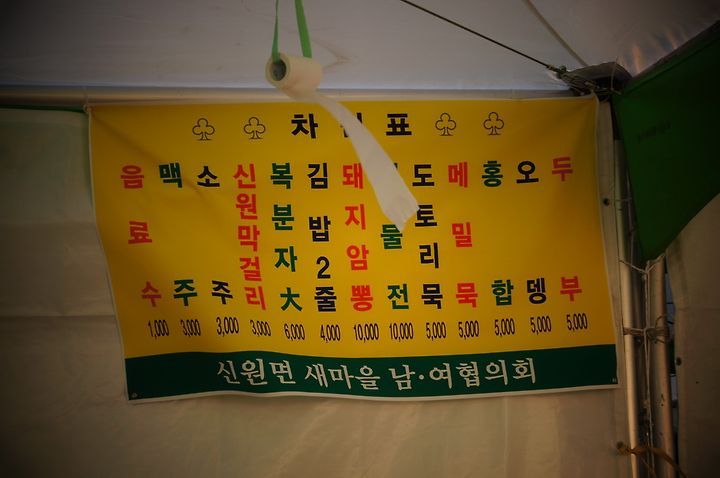 차림표
음료수
맥주
소주
신원막걸리
복분자大
김밥2줄
돼지암뽕
물전
도토리묵
메밀묵
홍합
오뎅
두부
1,000 3,000 3,000 3,000 6,000 4,000 10,000 10,000 5,000 5,000 5,000 5,000 5,000
신원면 새마을 남·여협의회